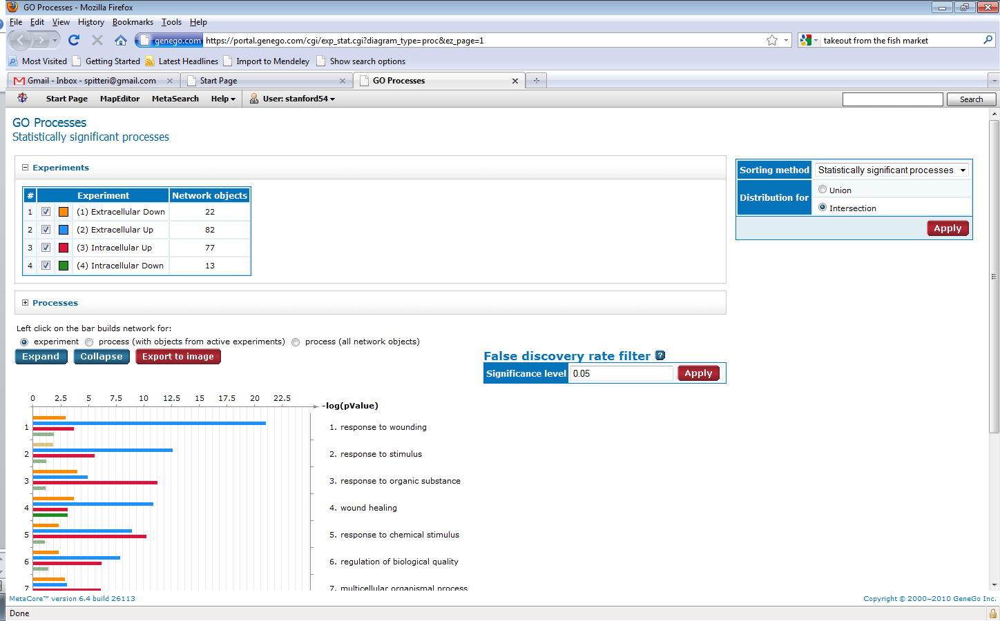 GO Processes - Mozilla Firefox
File Edit View History Bookmarks Tools Help
genego.com https://portal.genego.com/cgi/exp_stat.cgi?diagram_type=proc&ez_page=1 takeout from the fish market
Most Visited Getting Started Latest Headlines Import to Mendeley Show search options
Gmail - Inbox - spitteri@gmail.com Start Page GO Processes
Start Page MapEditor MetaSearch Help User: stanford54 Search
GO Processes
Statistically significant processes
Experiments
# Experiment Network objects
1 (1) Extracellular Down 22
2 (2) Extracellular Up 82
3 (3) Intracellular Up 77
4 (4) Intracellular Down 13
Sorting method Statistically significant processes
Distribution for Union
Intersection
Apply
Processes
Left click on the bar builds network for:
experiment process (with objects from active experiments) process (all network objects)
Expand Collapse Export to image
False discovery rate filter ?
Significance level 0.05 Apply
0 2.5 5 7.5 10 12.5 15 17.5 20 22.5
-log(pValue)
1 1. response to wounding
2 2. response to stimulus
3 3. response to organic substance
4 4. wound healing
5 5. response to chemical stimulus
6 6. regulation of biological quality
7 7. multicellular organismal process
MetaCore™ version 6.4 build 26113 Copyright © 2000-2010 GeneGo Inc.
Done